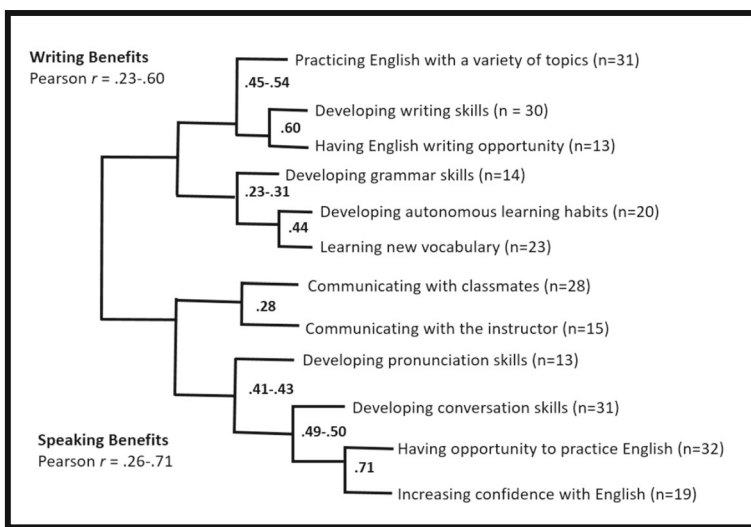 Writing Benefits
Pearson r = .23-.60
Practicing English with a variety of topics (n=31)
.45-.54
Developing writing skills (n = 30)
.60
Having English writing opportunity (n=13)
Developing grammar skills (n=14)
.23-.31
Developing autonomous learning habits (n=20)
.44
Learning new vocabulary (n=23)
Communicating with classmates (n=28)
.28
Communicating with the instructor (n=15)
Developing pronunciation skills (n=13)
.41-.43
Developing conversation skills (n=31)
.49-.50
Speaking Benefits
Pearson r = .26-.71
Having opportunity to practice English (n=32)
.71
Increasing confidence with English (n=19)